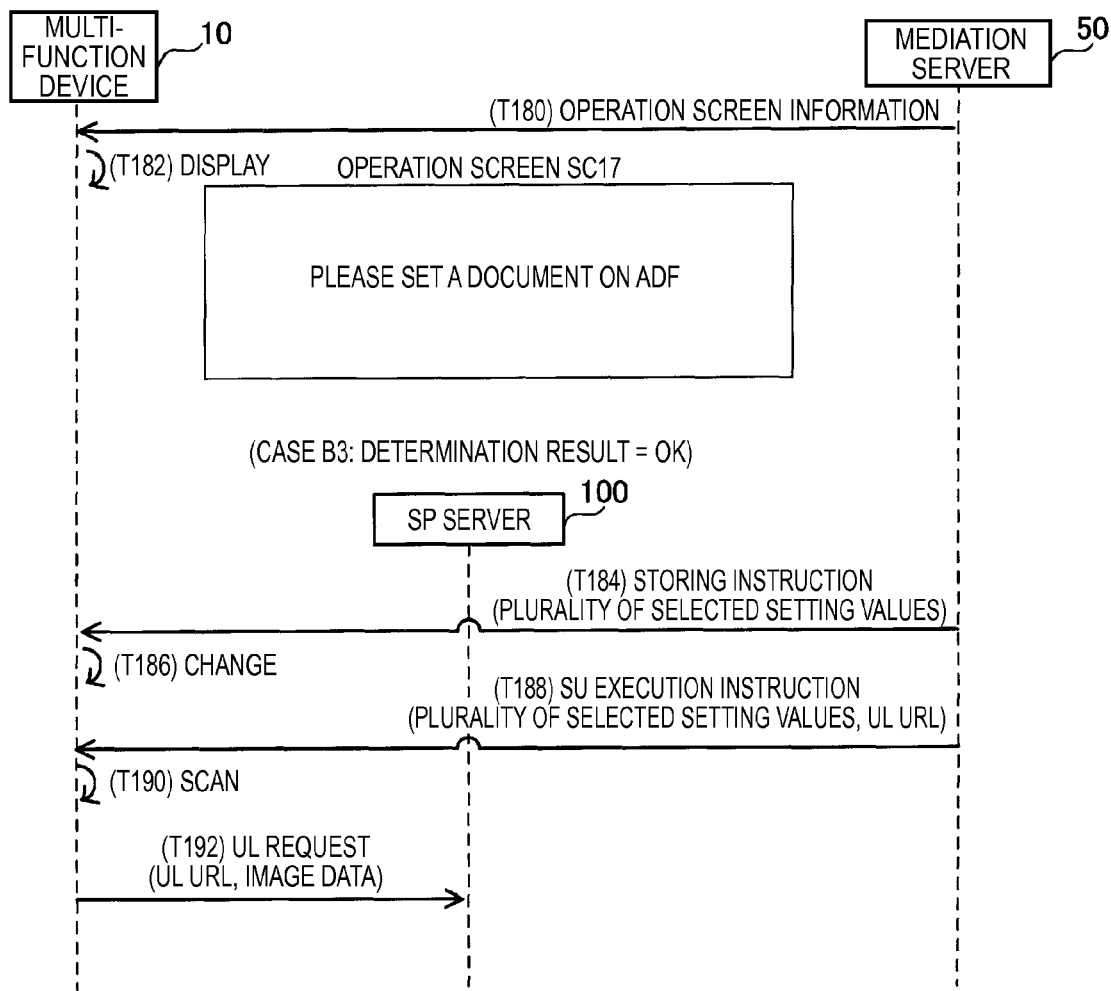 MULTI-
FUNCTION
DEVICE
10
MEDIATION
SERVER
50
(T180) OPERATION SCREEN INFORMATION
(T182) DISPLAY
OPERATION SCREEN SC17
PLEASE SET A DOCUMENT ON ADF
(CASE B3: DETERMINATION RESULT = OK)
SP SERVER
100
(T184) STORING INSTRUCTION
(PLURALITY OF SELECTED SETTING VALUES)
(T186) CHANGE
(T188) SU EXECUTION INSTRUCTION
(PLURALITY OF SELECTED SETTING VALUES, UL URL)
(T190) SCAN
(T192) UL REQUEST
(UL URL, IMAGE DATA)